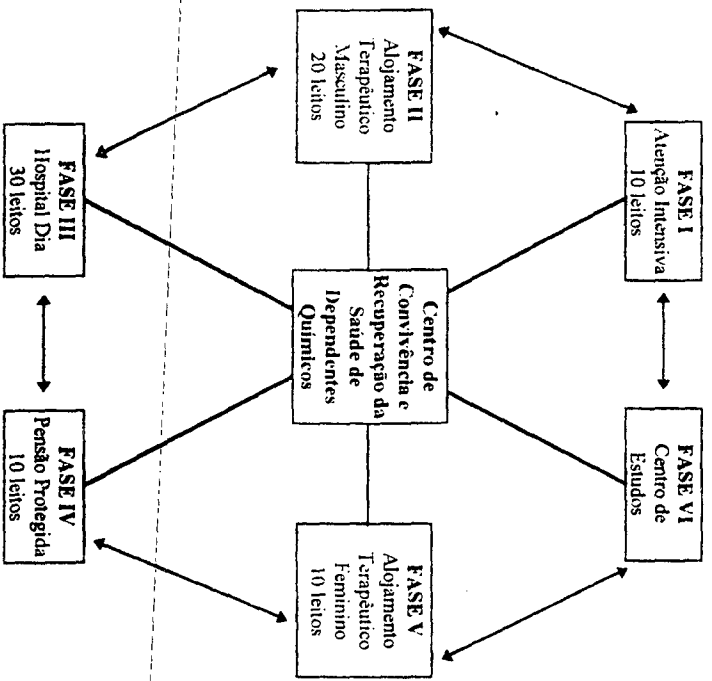 FASE I
Atenção Intensiva
10 leitos
FASE VI
Centro de
Estudos
FASE II
Alojamento
Terapêutico
Masculino
20 leitos
Centro de
Convivência e
Recuperação da
Saúde de
Dependentes
Químicos
FASE V
Alojamento
Terapêutico
Feminino
10 leitos
FASE III
Hospital Dia
30 leitos
FASE IV
Pensão Protegida
10 leitos